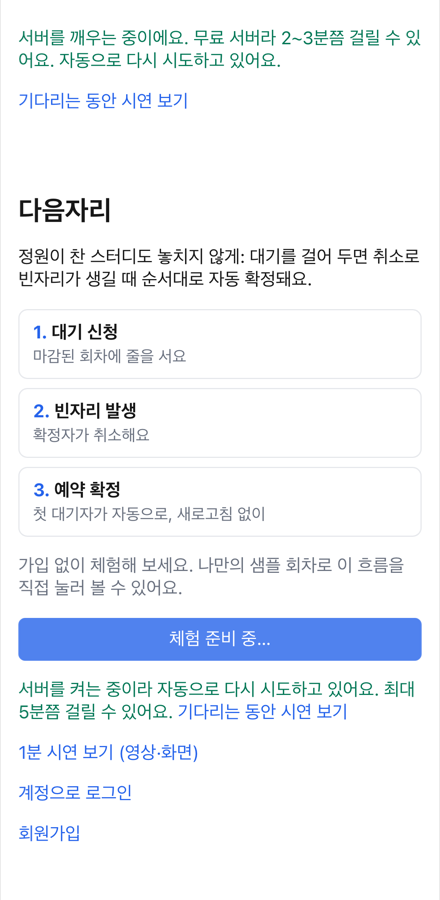 서버를 깨우는 중이에요. 무료 서버라 2~3분쯤 걸릴 수 있
어요. 자동으로 다시 시도하고 있어요.
기다리는 동안 시연 보기
다음자리
정원이 찬 스터디도 놓치지 않게: 대기를 걸어 두면 취소로
빈자리가 생길 때 순서대로 자동 확정돼요.
1. 대기 신청
마감된 회차에 줄을 서요
2. 빈자리 발생
확정자가 취소해요
3. 예약 확정
첫 대기자가 자동으로, 새로고침 없이
가입 없이 체험해 보세요. 나만의 샘플 회차로 이 흐름을
직접 눌러 볼 수 있어요.
체험 준비 중...
서버를 켜는 중이라 자동으로 다시 시도하고 있어요. 최대
5분쯤 걸릴 수 있어요. 기다리는 동안 시연 보기
1분 시연 보기 (영상·화면)
계정으로 로그인
회원가입